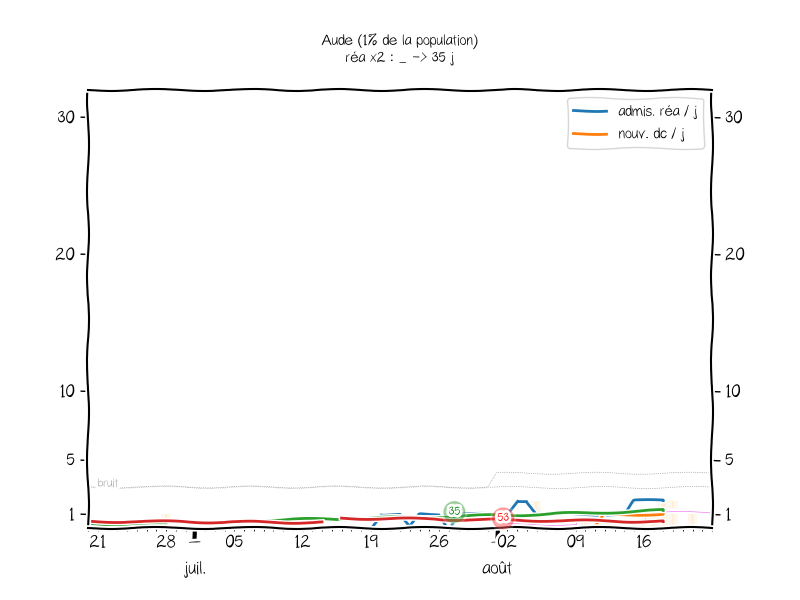 Aude (1% de la population)
réa x2 : _ -> 35 j
admis. réa / j
nouv. dc / j
30
30
20
20
10
10
5
5
bruit
1
1
35
53
21 28 05 12 19 26 02 09 16
juil. août